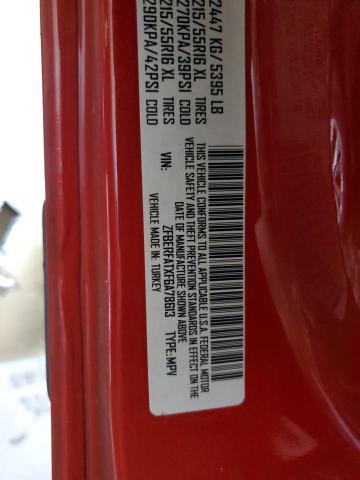 2447 KG / 5395 LB
215/55R16 XL TIRES
270KPA/39PSI COLD
215/55R16 XL TIRES
290KPA/42PSI COLD
THIS VEHICLE CONFORMS TO ALL APPLICABLE U.S.A. FEDERAL MOTOR
VEHICLE SAFETY AND THEFT PREVENTION STANDARDS IN EFFECT ON THE
DATE OF MANUFACTURE SHOWN ABOVE
VIN: ZFBERFATXF6A78613 TYPE: MPV
VEHICLE MADE IN: TURKEY